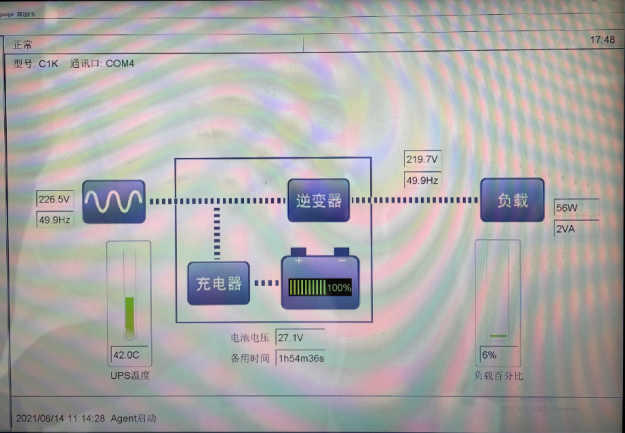 正常
17:48
型号: C1K 通讯口: COM4
219.7V
49.9Hz
226.5V
49.9Hz
逆变器
负载
56W
2VA
充电器
+ −
100%
电池电压 27.1V
备用时间 1h54m36s
42.0C
UPS温度
6%
负载百分比
2021/06/14 11:14:28 Agent启动